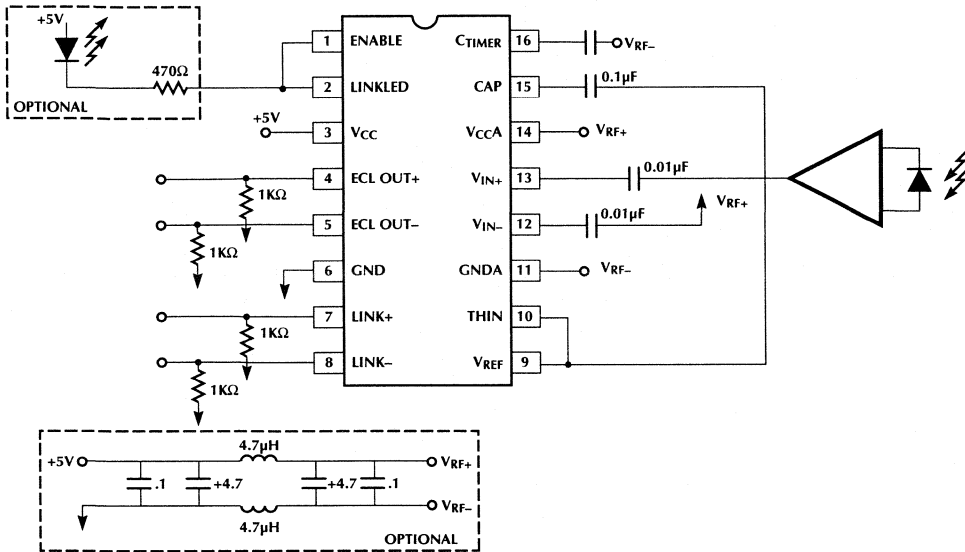 +5V
470Ω
OPTIONAL
1 ENABLE
2 LINKLED
+5V
3 VCC
4 ECL OUT+
1KΩ
5 ECL OUT–
1KΩ
6 GND
7 LINK+
1KΩ
8 LINK–
1KΩ
CTIMER 16
VRF–
CAP 15
0.1µF
VCCA 14
VRF+
VIN+ 13
0.01µF
VRF+
VIN– 12
0.01µF
GNDA 11
VRF–
THIN 10
VREF 9
4.7µH
+5V
VRF+
.1
+4.7
+4.7
.1
VRF–
4.7µH
OPTIONAL